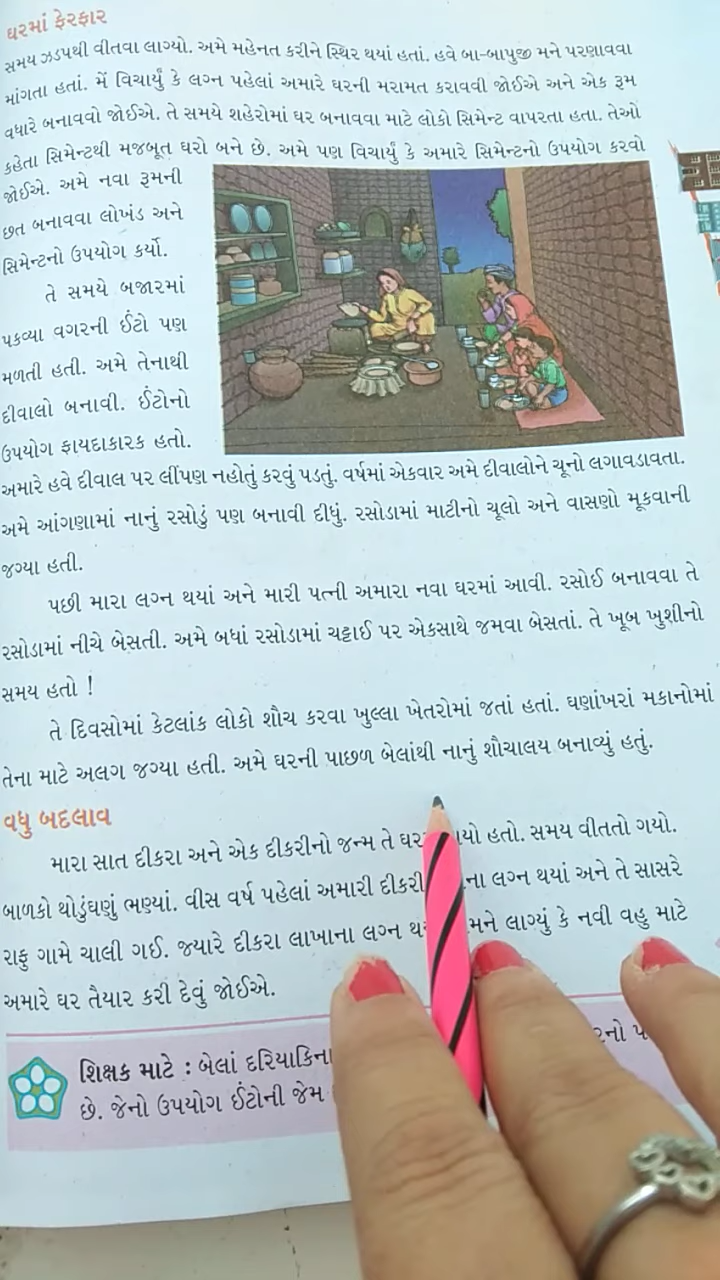 ઘરમાં ફેરફાર
સમય ઝડપથી વીતવા લાગ્યો. અમે મહેનત કરીને સ્થિર થયાં હતાં. હવે બા-બાપુજી મને પરણાવવા
માંગતા હતાં. મેં વિચાર્યું કે લગ્ન પહેલાં અમારે ઘરની મરામત કરાવવી જોઈએ અને એક રૂમ
વધારે બનાવવો જોઈએ. તે સમયે શહેરોમાં ઘર બનાવવા માટે લોકો સિમેન્ટ વાપરતા હતા. તેઓ
કહેતા સિમેન્ટથી મજબૂત ઘરો બને છે. અમે પણ વિચાર્યું કે અમારે સિમેન્ટનો ઉપયોગ કરવો
જોઈએ. અમે નવા રૂમની
છત બનાવવા લોખંડ અને
સિમેન્ટનો ઉપયોગ કર્યો.
તે સમયે બજારમાં
પકવ્યા વગરની ઈંટો પણ
મળતી હતી. અમે તેનાથી
દીવાલો બનાવી. ઈંટોનો
ઉપયોગ ફાયદાકારક હતો.
અમારે હવે દીવાલ પર લીંપણ નહોતું કરવું પડતું. વર્ષમાં એકવાર અમે દીવાલોને ચૂનો લગાવડાવતા.
અમે આંગણામાં નાનું રસોડું પણ બનાવી દીધું. રસોડામાં માટીનો ચૂલો અને વાસણો મૂકવાની
જગ્યા હતી.
પછી મારા લગ્ન થયાં અને મારી પત્ની અમારા નવા ઘરમાં આવી. રસોઈ બનાવવા તે
રસોડામાં નીચે બેસતી. અમે બધાં રસોડામાં ચટ્ટાઈ પર એકસાથે જમવા બેસતાં. તે ખૂબ ખુશીનો
સમય હતો !
તે દિવસોમાં કેટલાંક લોકો શૌચ કરવા ખુલ્લા ખેતરોમાં જતાં હતાં. ઘણાંખરાં મકાનોમાં
તેના માટે અલગ જગ્યા હતી. અમે ઘરની પાછળ બેલાંથી નાનું શૌચાલય બનાવ્યું હતું.
વધુ બદલાવ
મારા સાત દીકરા અને એક દીકરીનો જન્મ તે હતો. સમય વીતતો ગયો.
બાળકો થોડુંઘણું ભણ્યાં. વીસ વર્ષ પહેલાં અમારી દીકરી લગ્ન થયાં અને તે સાસરે
રાફુ ગામે ચાલી ગઈ. જ્યારે દીકરા લાખાના લગ્ન મને લાગ્યું કે નવી વહુ માટે
અમારે ઘર તૈયાર કરી દેવું જોઈએ.
શિક્ષક માટે : બેલાં
છે. જેનો ઉપયોગ ઈંટોની જેમ